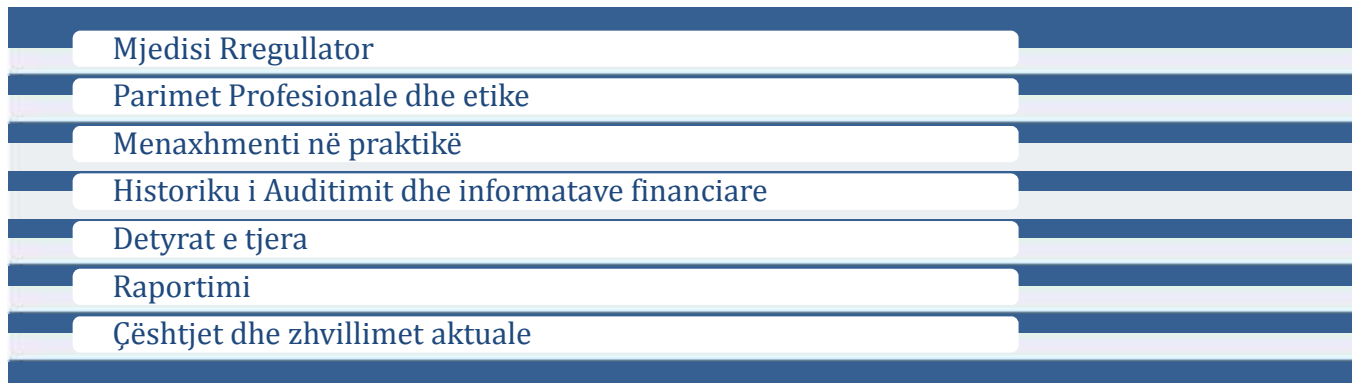 Mjedisi Rregullator
Parimet Profesionale dhe etike
Menaxhmenti në praktikë
Historiku i Auditimit dhe informatave financiare
Detyrat e tjera
Raportimi
Çështjet dhe zhvillimet aktuale